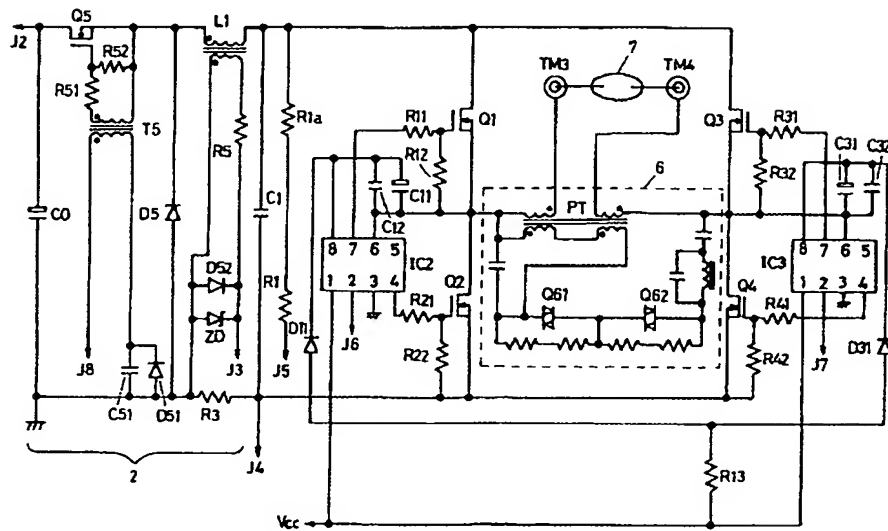 Q5
L1
J2
R52
R51
T5
R5
R1a
TM3
7
TM4
R11
Q1
Q3
R31
R12
R32
C31
C32
C0
D5
C1
C12
C11
6
PT
8 7 6 5
IC2
1 2 3 4
8 7 6 5
IC3
1 2 3 4
D52
ZD
R1
D11
Q2
R21
R22
Q61
Q62
Q4
R41
R42
J7
D31
J8
J3
J5
J6
C51
D51
R3
J4
2
R13
Vcc